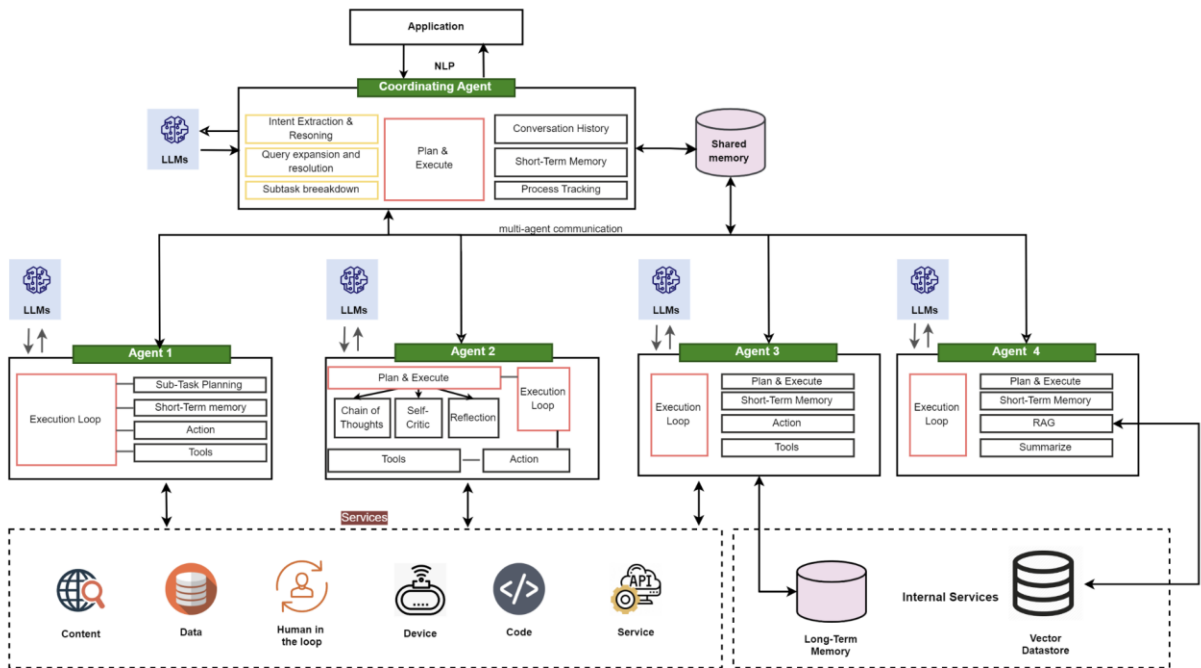 Application
NLP
Coordinating Agent
LLMs
Intent Extraction &
Resoning
Query expansion and
resolution
Subtask breeakdown
Plan &
Execute
Conversation History
Short-Term Memory
Process Tracking
Shared
memory
multi-agent communication
LLMs
Agent 1
Execution Loop
Sub-Task Planning
Short-Term memory
Action
Tools
LLMs
Agent 2
Plan & Execute
Execution
Loop
Chain of
Thoughts
Self-
Critic
Reflection
Tools
Action
LLMs
Agent 3
Execution
Loop
Plan & Execute
Short-Term Memory
Action
Tools
LLMs
Agent 4
Execution
Loop
Plan & Execute
Short-Term Memory
RAG
Summarize
Services
Content
Data
Human in
the loop
Device
Code
API
Service
Long-Term
Memory
Internal Services
Vector
Datastore